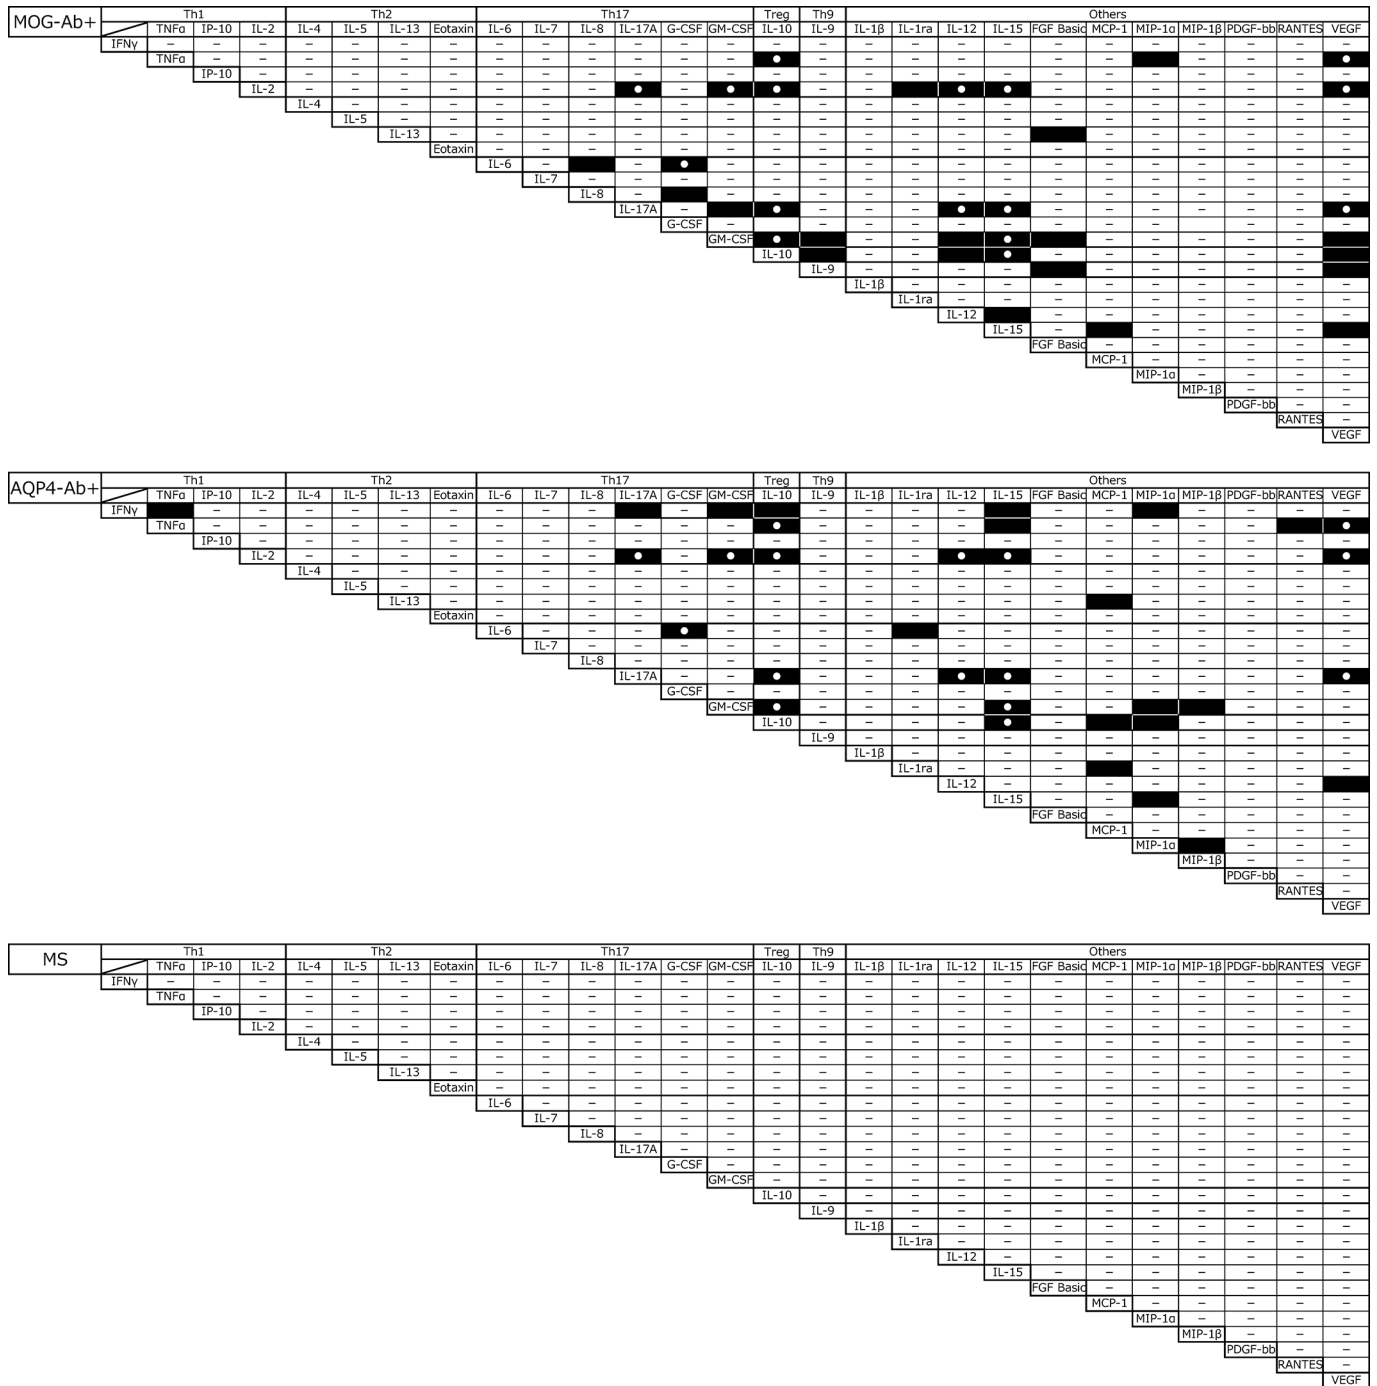 Th1 Th2 Th17 Treg Th9 Others
MOG-Ab+ TNFα IP-10 IL-2 IL-4 IL-5 IL-13 Eotaxin IL-6 IL-7 IL-8 IL-17A G-CSF GM-CSF IL-10 IL-9 IL-1β IL-1ra IL-12 IL-15 FGF Basic MCP-1 MIP-1α MIP-1β PDGF-bb RANTES VEGF
IFNγ
TNFα
IP-10
IL-2
IL-4
IL-5
IL-13
Eotaxin
IL-6
IL-7
IL-8
IL-17A
G-CSF
GM-CSF
IL-10
IL-9
IL-1β
IL-1ra
IL-12
IL-15
FGF Basic
MCP-1
MIP-1α
MIP-1β
PDGF-bb
RANTES
VEGF
Th1 Th2 Th17 Treg Th9 Others
AQP4-Ab+ TNFα IP-10 IL-2 IL-4 IL-5 IL-13 Eotaxin IL-6 IL-7 IL-8 IL-17A G-CSF GM-CSF IL-10 IL-9 IL-1β IL-1ra IL-12 IL-15 FGF Basic MCP-1 MIP-1α MIP-1β PDGF-bb RANTES VEGF
IFNγ
TNFα
IP-10
IL-2
IL-4
IL-5
IL-13
Eotaxin
IL-6
IL-7
IL-8
IL-17A
G-CSF
GM-CSF
IL-10
IL-9
IL-1β
IL-1ra
IL-12
IL-15
FGF Basic
MCP-1
MIP-1α
MIP-1β
PDGF-bb
RANTES
VEGF
Th1 Th2 Th17 Treg Th9 Others
MS TNFα IP-10 IL-2 IL-4 IL-5 IL-13 Eotaxin IL-6 IL-7 IL-8 IL-17A G-CSF GM-CSF IL-10 IL-9 IL-1β IL-1ra IL-12 IL-15 FGF Basic MCP-1 MIP-1α MIP-1β PDGF-bb RANTES VEGF
IFNγ
TNFα
IP-10
IL-2
IL-4
IL-5
IL-13
Eotaxin
IL-6
IL-7
IL-8
IL-17A
G-CSF
GM-CSF
IL-10
IL-9
IL-1β
IL-1ra
IL-12
IL-15
FGF Basic
MCP-1
MIP-1α
MIP-1β
PDGF-bb
RANTES
VEGF